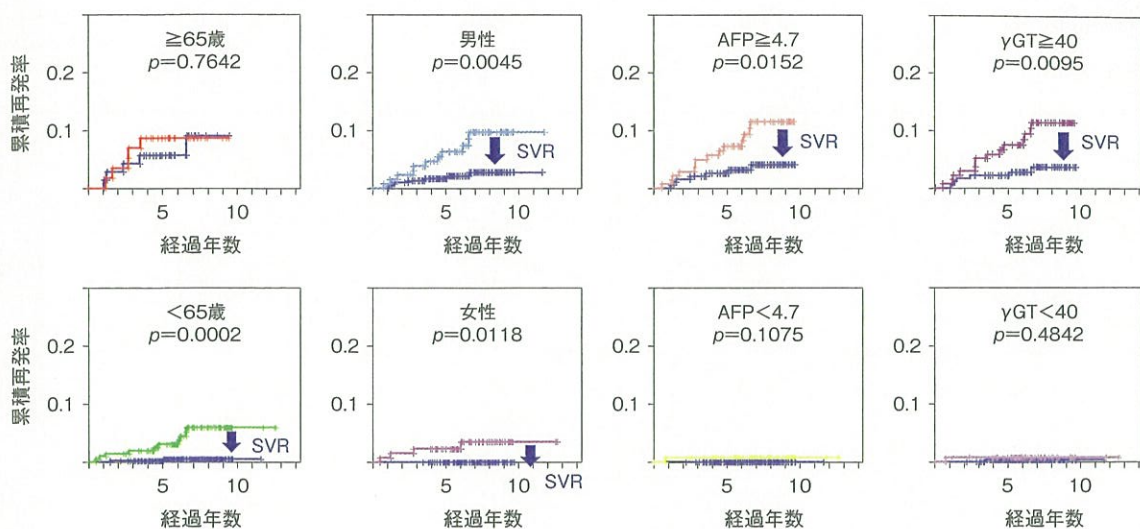 ≧65歳
p=0.7642
累積再発率
0.2
0.1
5 10
経過年数
男性
p=0.0045
0.2
0.1
SVR
5 10
経過年数
AFP≧4.7
p=0.0152
0.2
0.1
SVR
5 10
経過年数
γGT≧40
p=0.0095
0.2
0.1
SVR
5 10
経過年数
<65歳
p=0.0002
累積再発率
0.2
0.1
SVR
5 10
経過年数
女性
p=0.0118
0.2
0.1
SVR
5 10
経過年数
AFP<4.7
p=0.1075
0.2
0.1
5 10
経過年数
γGT<40
p=0.4842
0.2
0.1
5 10
経過年数